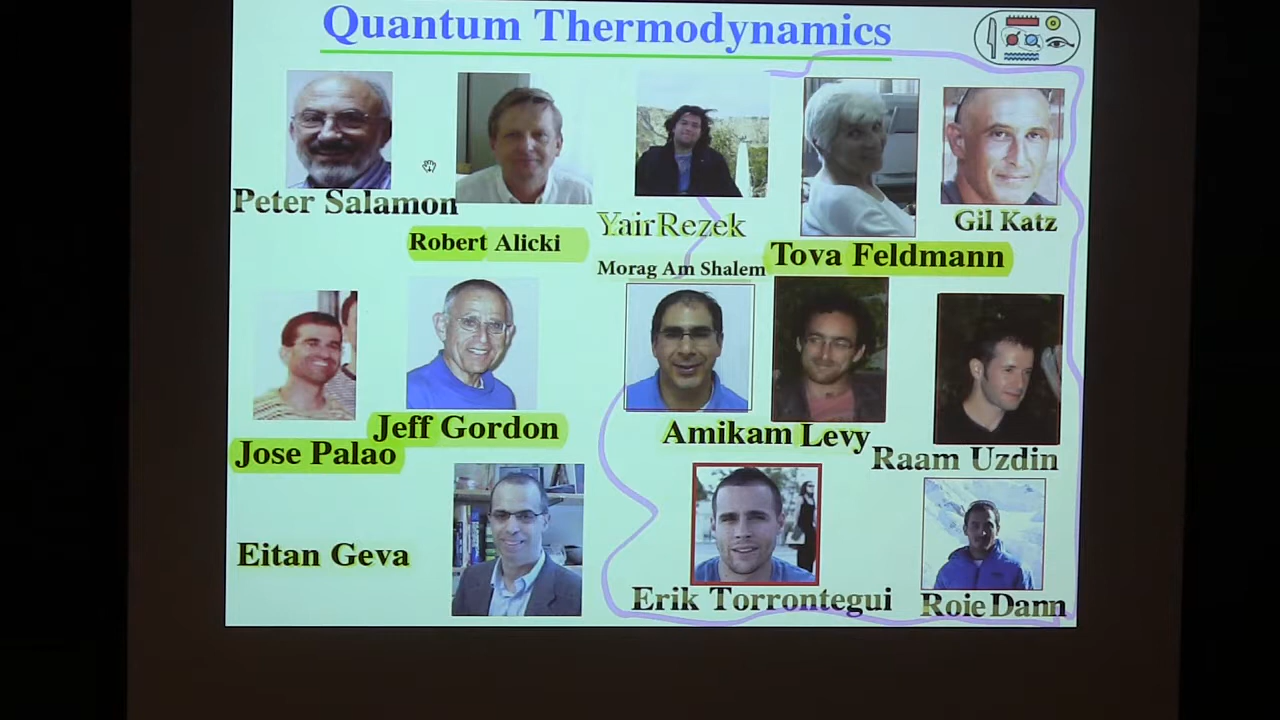 Quantum Thermodynamics
Peter Salamon
Robert Alicki
YairRezek
Tova Feldmann
Gil Katz
Morag Am Shalem
Jose Palao
Jeff Gordon
Amikam Levy
Raam Uzdin
Eitan Geva
Erik Torrontegui
Roie Dann